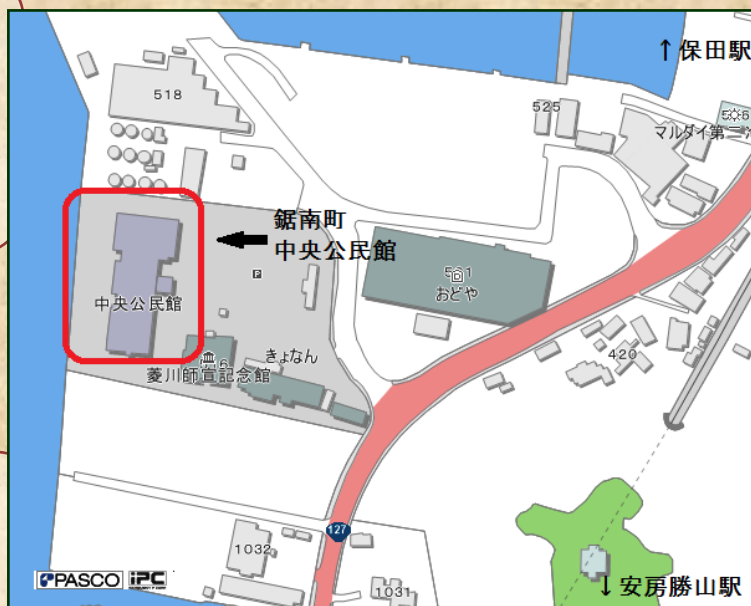 ↑保田駅
518
525
マルダイ第二
鋸南町
中央公民館
P
おどや
中央公民館
きょなん
菱川師宣記念館
420
127
1032
1031
PASCO iPC
↓安房勝山駅